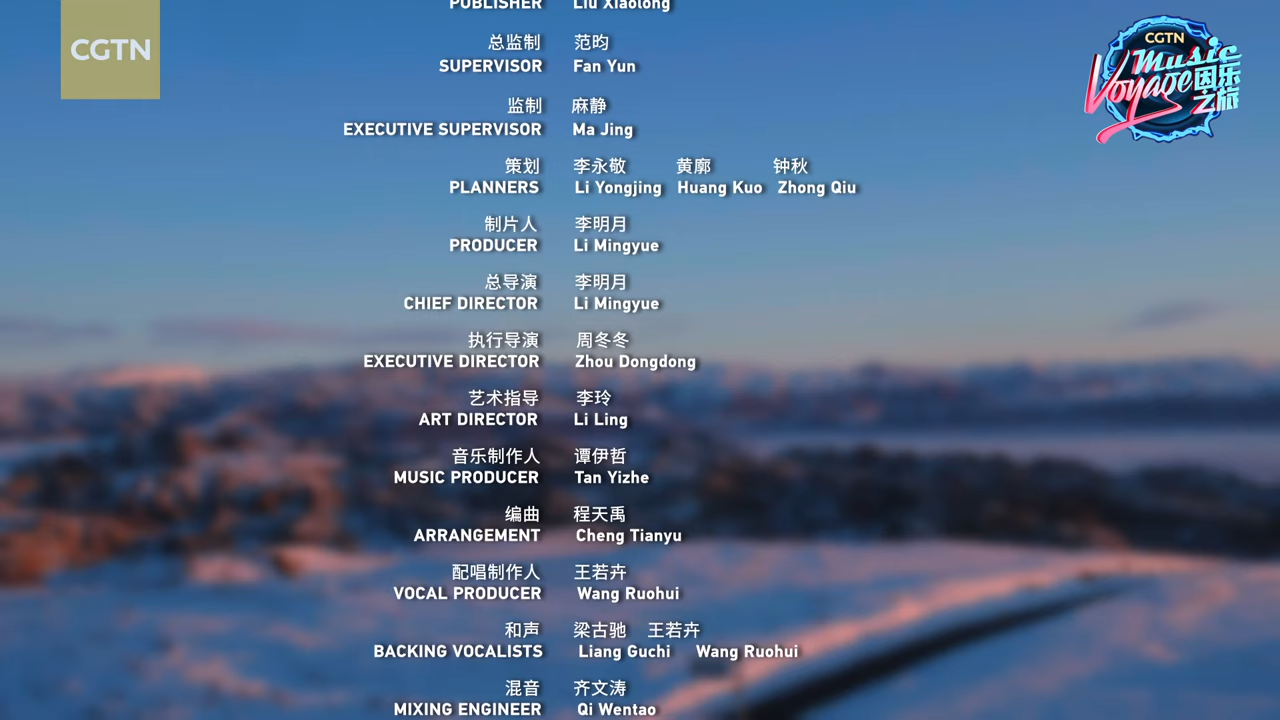 PUBLISHER Liu Xiaolong
CGTN
CGTN
Music
Voyage 国乐之旅
总监制 范昀
SUPERVISOR Fan Yun
监制 麻静
EXECUTIVE SUPERVISOR Ma Jing
策划 李永敬 黄廓 钟秋
PLANNERS Li Yongjing Huang Kuo Zhong Qiu
制片人 李明月
PRODUCER Li Mingyue
总导演 李明月
CHIEF DIRECTOR Li Mingyue
执行导演 周冬冬
EXECUTIVE DIRECTOR Zhou Dongdong
艺术指导 李玲
ART DIRECTOR Li Ling
音乐制作人 谭伊哲
MUSIC PRODUCER Tan Yizhe
编曲 程天禹
ARRANGEMENT Cheng Tianyu
配唱制作人 王若卉
VOCAL PRODUCER Wang Ruohui
和声 梁古驰 王若卉
BACKING VOCALISTS Liang Guchi Wang Ruohui
混音 齐文涛
MIXING ENGINEER Qi Wentao